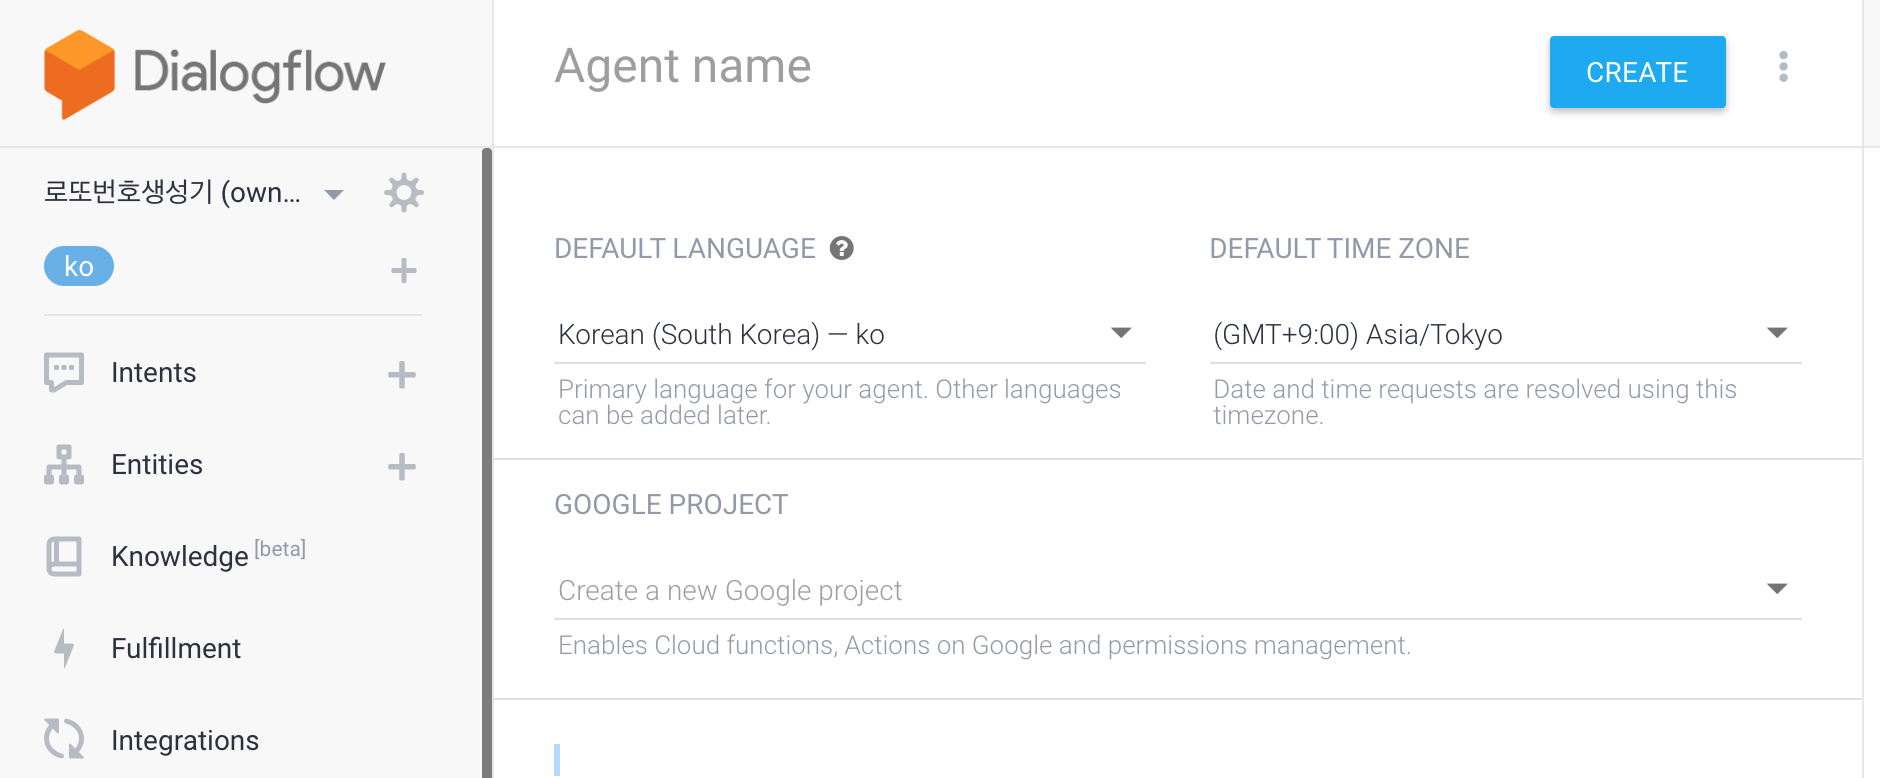 Dialogflow
로또번호생성기 (own...
ko
Intents
Entities
Knowledge [beta]
Fulfillment
Integrations
Agent name
CREATE
DEFAULT LANGUAGE ?
Korean (South Korea) — ko
Primary language for your agent. Other languages
can be added later.
DEFAULT TIME ZONE
(GMT+9:00) Asia/Tokyo
Date and time requests are resolved using this
timezone.
GOOGLE PROJECT
Create a new Google project
Enables Cloud functions, Actions on Google and permissions management.